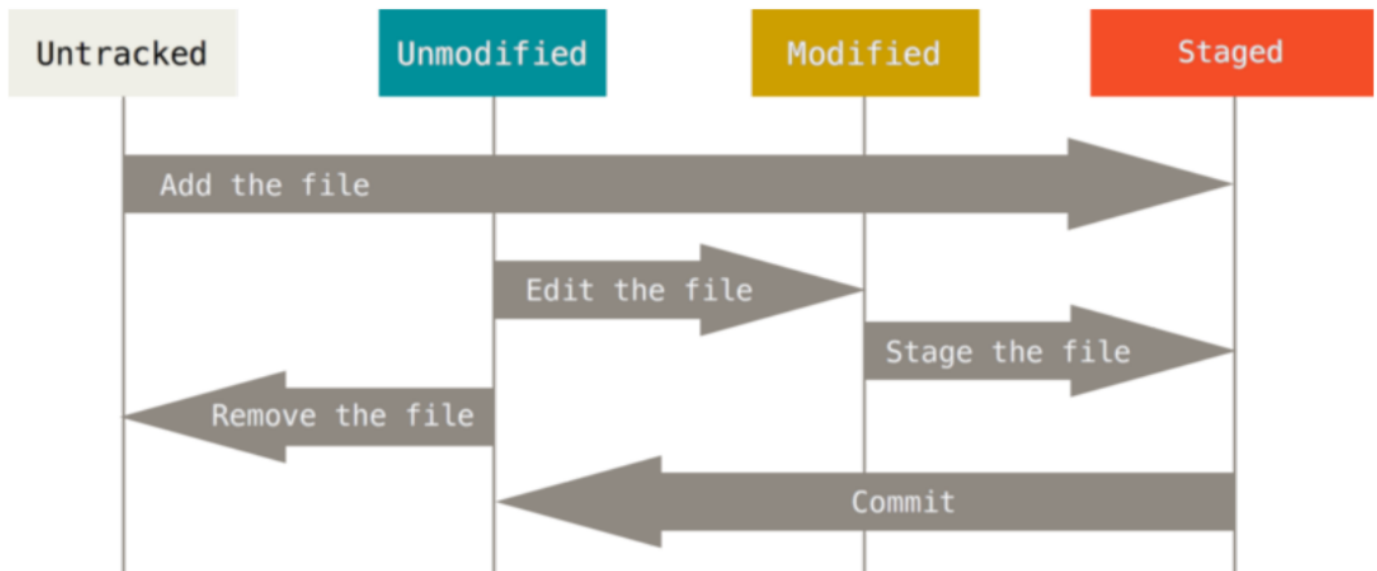 Untracked
Unmodified
Modified
Staged
Add the file
Edit the file
Stage the file
Remove the file
Commit